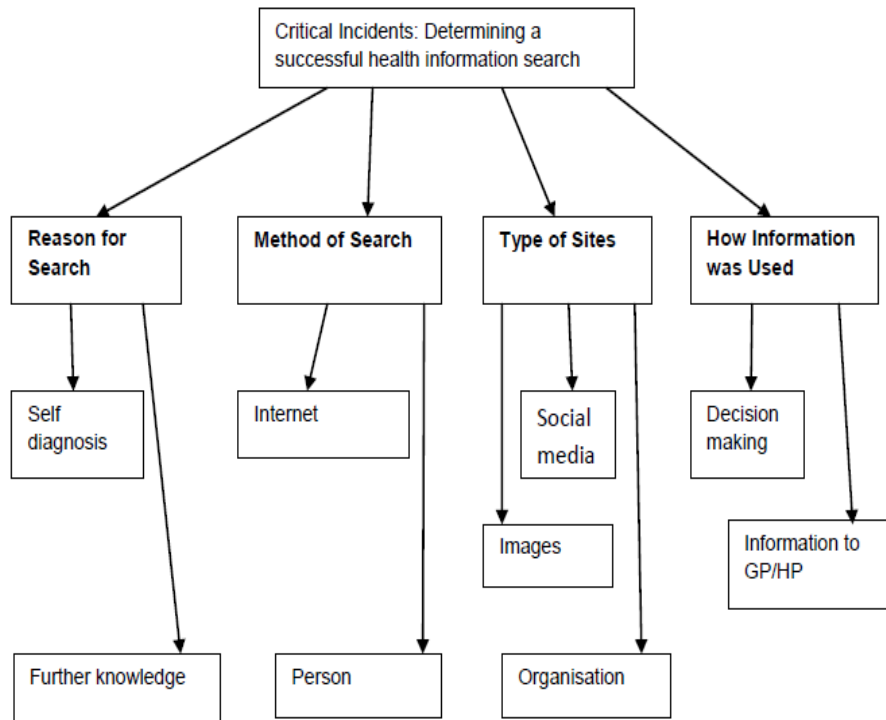 Critical Incidents: Determining a
successful health information search
Reason for
Search
Method of Search
Type of Sites
How Information
was Used
Self
diagnosis
Internet
Social
media
Decision
making
Images
Information to
GP/HP
Further knowledge
Person
Organisation